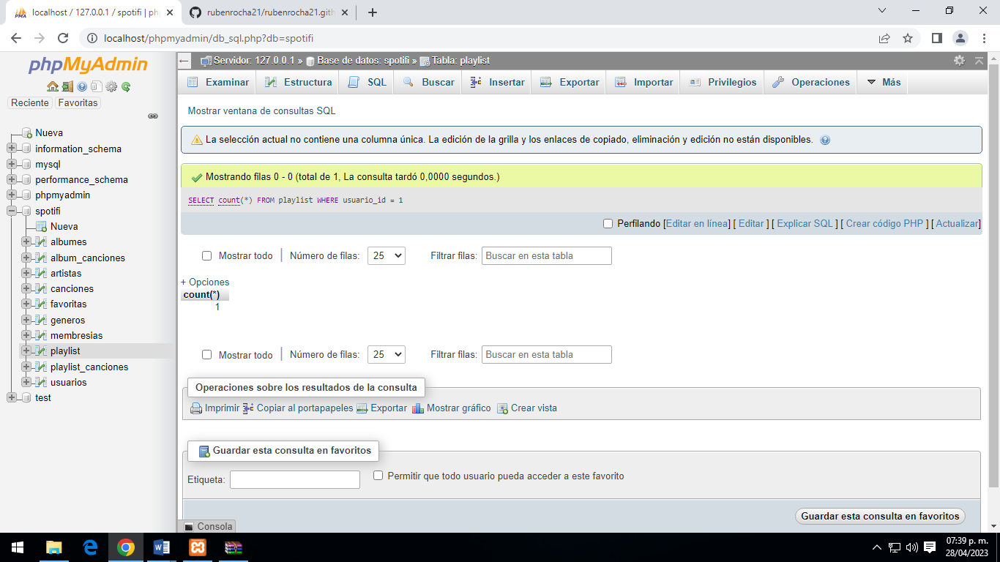 localhost / 127.0.0.1 / spotifi | ph
rubenrocha21/rubenrocha21.gith
localhost/phpmyadmin/db_sql.php?db=spotifi
phpMyAdmin
Reciente
Favoritas
Nueva
information_schema
mysql
performance_schema
phpmyadmin
spotifi
Nueva
albumes
album_canciones
artistas
canciones
favoritas
generos
membresias
playlist
playlist_canciones
usuarios
test
Servidor: 127.0.0.1 » Base de datos: spotifi » Tabla: playlist
Examinar Estructura SQL Buscar Insertar Exportar Importar Privilegios Operaciones Más
Mostrar ventana de consultas SQL
La selección actual no contiene una columna única. La edición de la grilla y los enlaces de copiado, eliminación y edición no están disponibles.
Mostrando filas 0 - 0 (total de 1, La consulta tardó 0,0000 segundos.)
SELECT count(*) FROM playlist WHERE usuario_id = 1
Perfilando [Editar en línea] [ Editar ] [ Explicar SQL ] [ Crear código PHP ] [ Actualizar]
Mostrar todo | Número de filas: 25 Filtrar filas: Buscar en esta tabla
+ Opciones
count(*)
1
Mostrar todo | Número de filas: 25 Filtrar filas: Buscar en esta tabla
Operaciones sobre los resultados de la consulta
Imprimir Copiar al portapapeles Exportar Mostrar gráfico Crear vista
Guardar esta consulta en favoritos
Etiqueta: Permitir que todo usuario pueda acceder a este favorito
Guardar esta consulta en favoritos
Consola
07:39 p. m.
28/04/2023